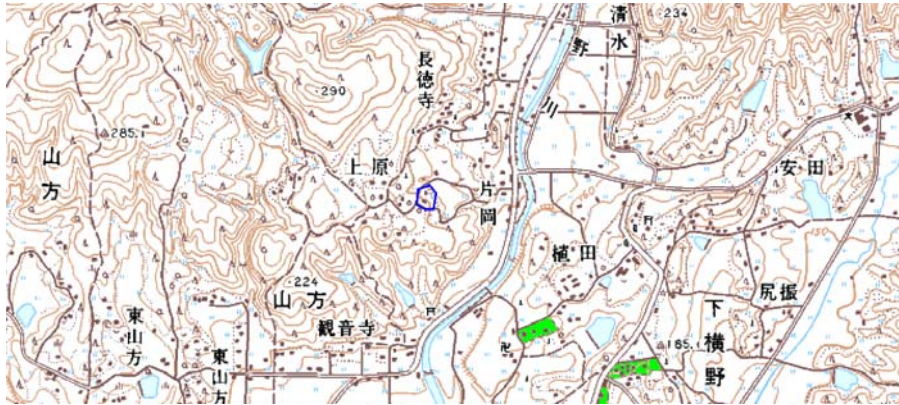 清水
234
野川
長徳寺
290
285.1
山方
上原
片岡
安田
植田
尻振
224
山方
観音寺
東山方
東山方
下横野
185.1